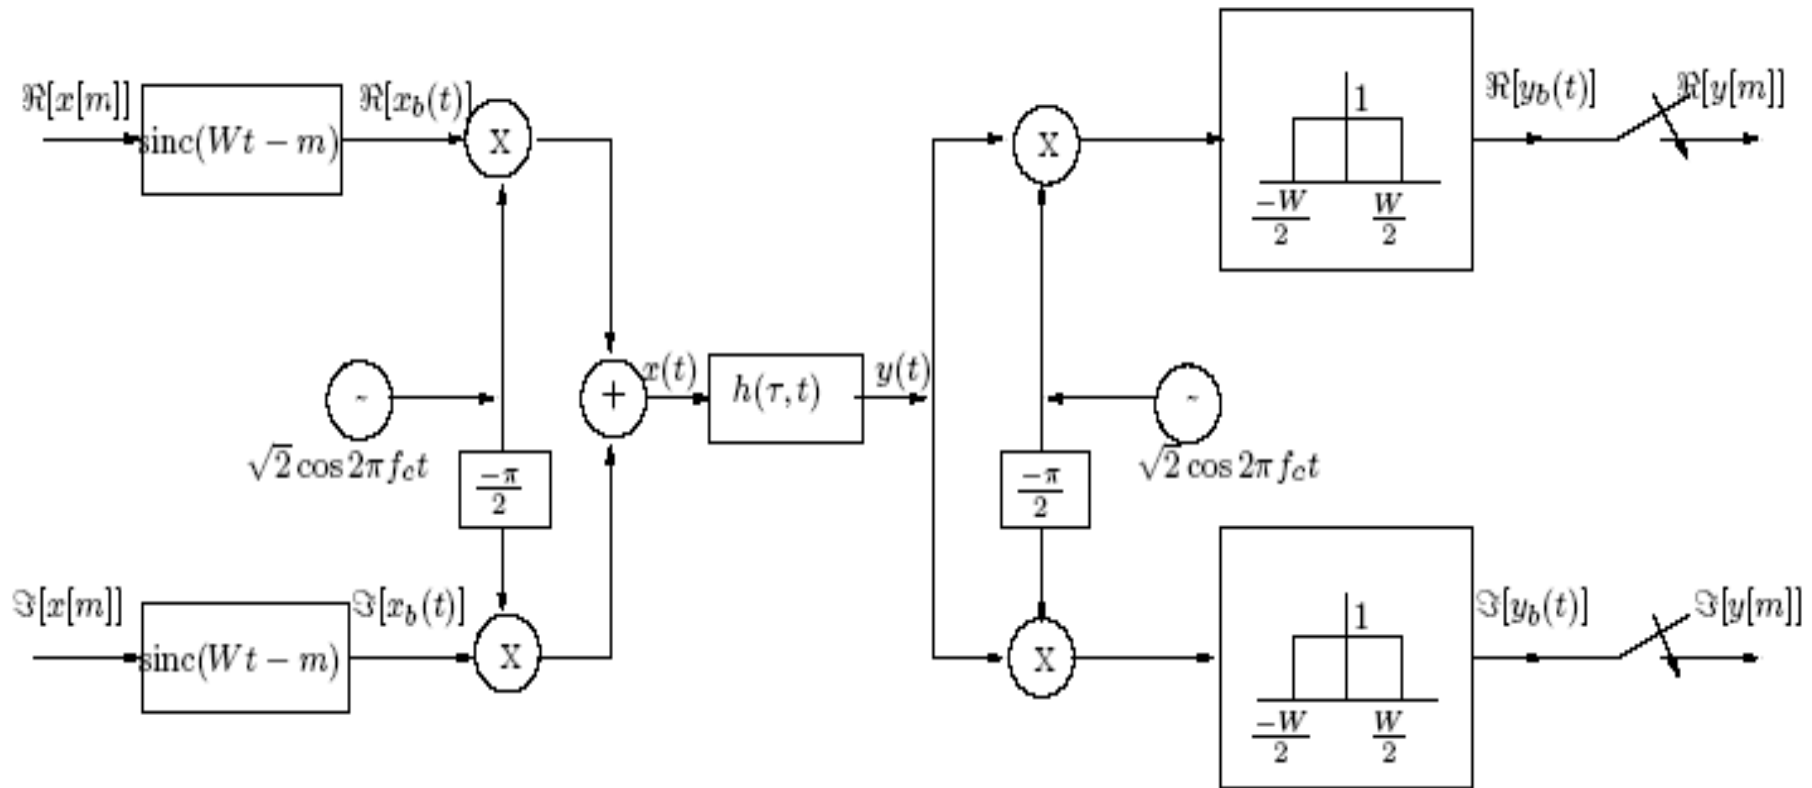 ℜ[x[m]]
sinc(Wt − m)
ℜ[x_b(t)]
X
√2 cos 2πf_c t
~
−π/2
ℑ[x[m]]
sinc(Wt − m)
ℑ[x_b(t)]
X
+
x(t)
h(τ, t)
y(t)
X
~
√2 cos 2πf_c t
−π/2
X
1
−W/2
W/2
ℜ[y_b(t)]
ℜ[y[m]]
1
−W/2
W/2
ℑ[y_b(t)]
ℑ[y[m]]